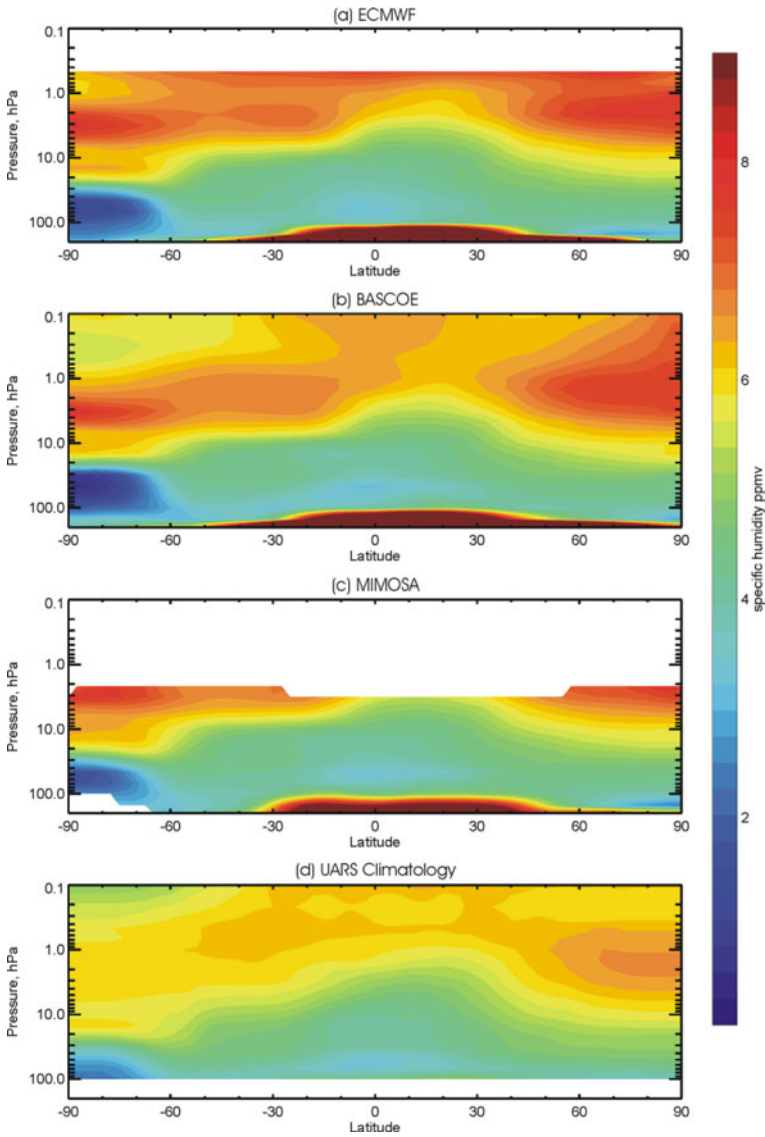 (a) ECMWF
0.1
1.0
10.0
100.0
Pressure, hPa
-90 -60 -30 0 30 60 90
Latitude
(b) BASCOE
0.1
1.0
10.0
100.0
Pressure, hPa
-90 -60 -30 0 30 60 90
Latitude
(c) MIMOSA
0.1
1.0
10.0
100.0
Pressure, hPa
-90 -60 -30 0 30 60 90
Latitude
(d) UARS Climatology
0.1
1.0
10.0
100.0
Pressure, hPa
-90 -60 -30 0 30 60 90
Latitude
8
6
4
2
specific humidity ppmv